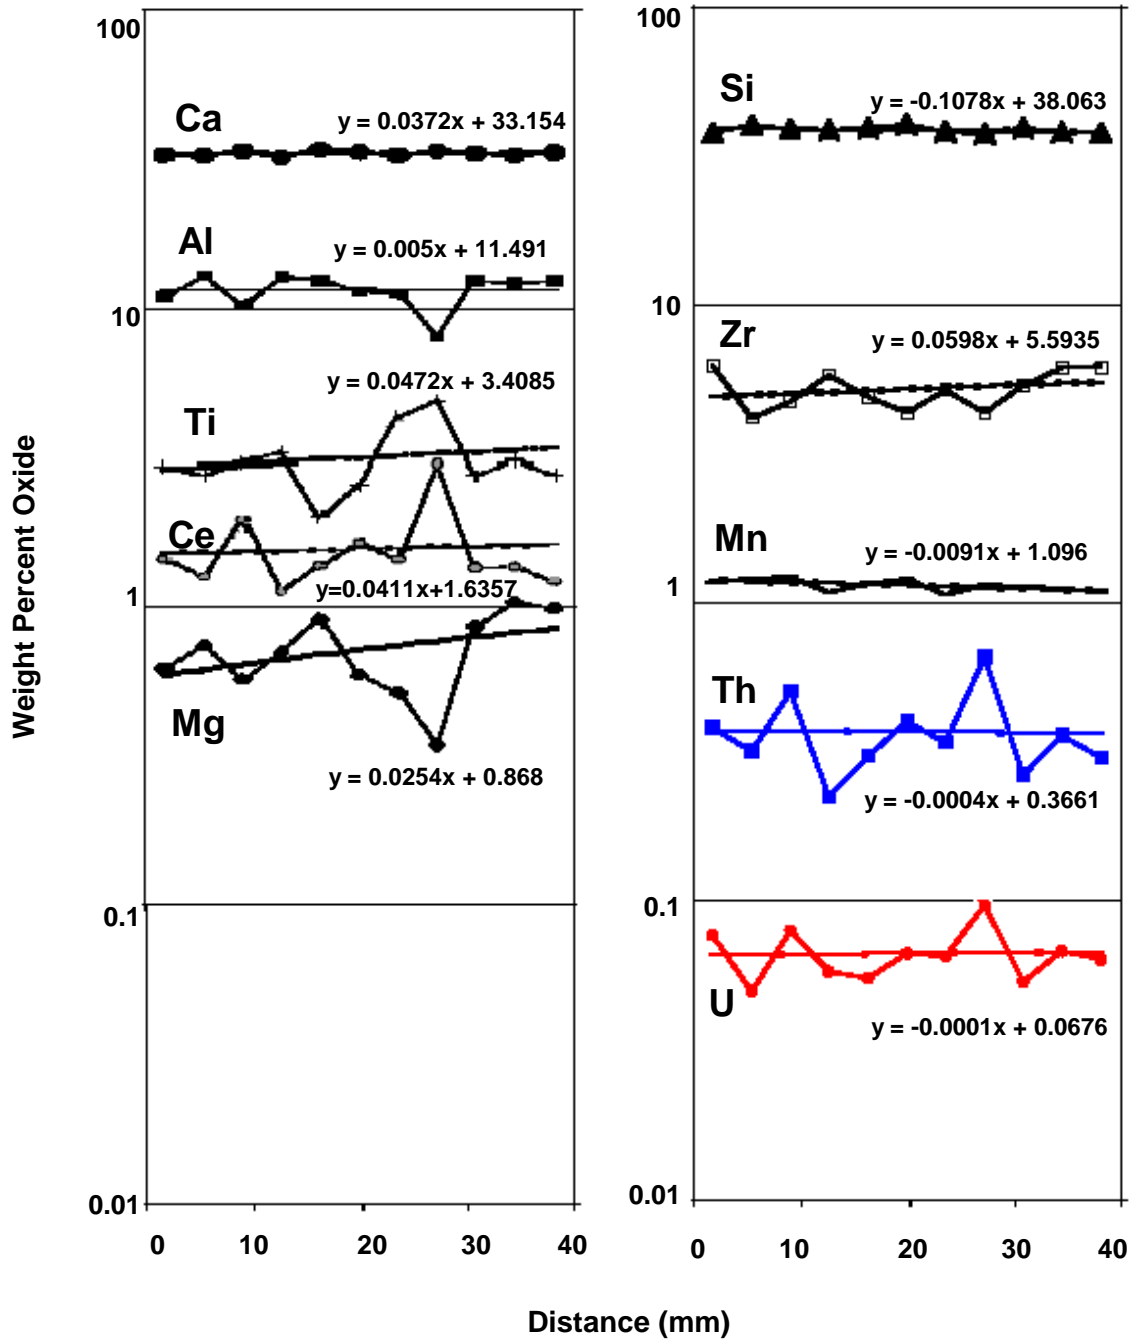 100
Ca
y = 0.0372x + 33.154
Al
y = 0.005x + 11.491
10
y = 0.0472x + 3.4085
Ti
Ce
y=0.0411x+1.6357
1
Mg
y = 0.0254x + 0.868
0.1
0.01
0 10 20 30 40
Weight Percent Oxide
100
Si
y = -0.1078x + 38.063
10
Zr
y = 0.0598x + 5.5935
Mn
y = -0.0091x + 1.096
1
Th
y = -0.0004x + 0.3661
0.1
U
y = -0.0001x + 0.0676
0.01
0 10 20 30 40
Distance (mm)